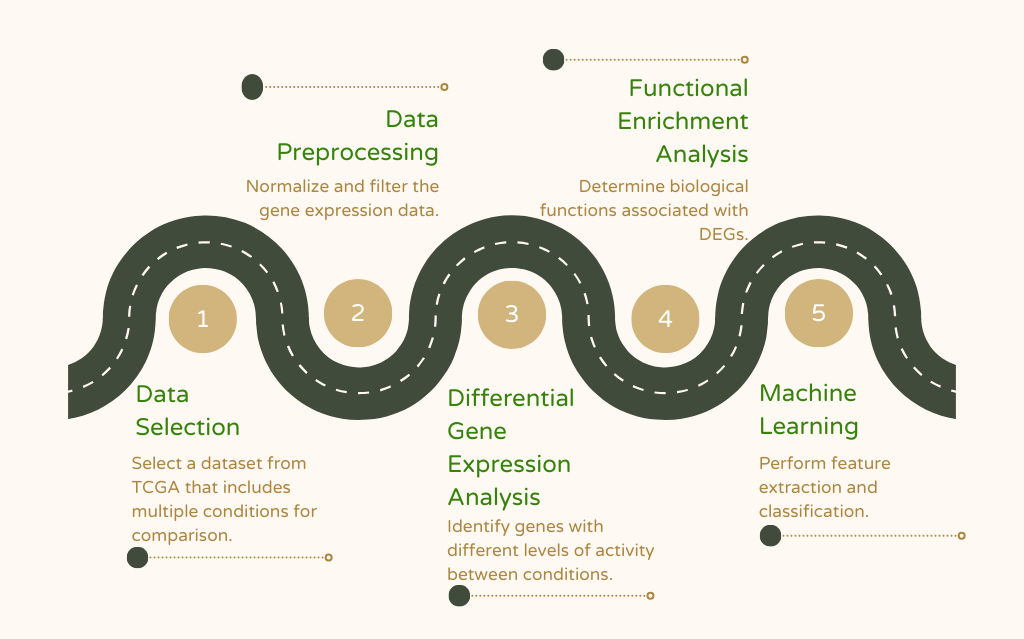 Data
Preprocessing
Normalize and filter the
gene expression data.
Functional
Enrichment
Analysis
Determine biological
functions associated with
DEGs.
1
2
3
4
5
Data
Selection
Select a dataset from
TCGA that includes
multiple conditions for
comparison.
Differential
Gene
Expression
Analysis
Identify genes with
different levels of activity
between conditions.
Machine
Learning
Perform feature
extraction and
classification.